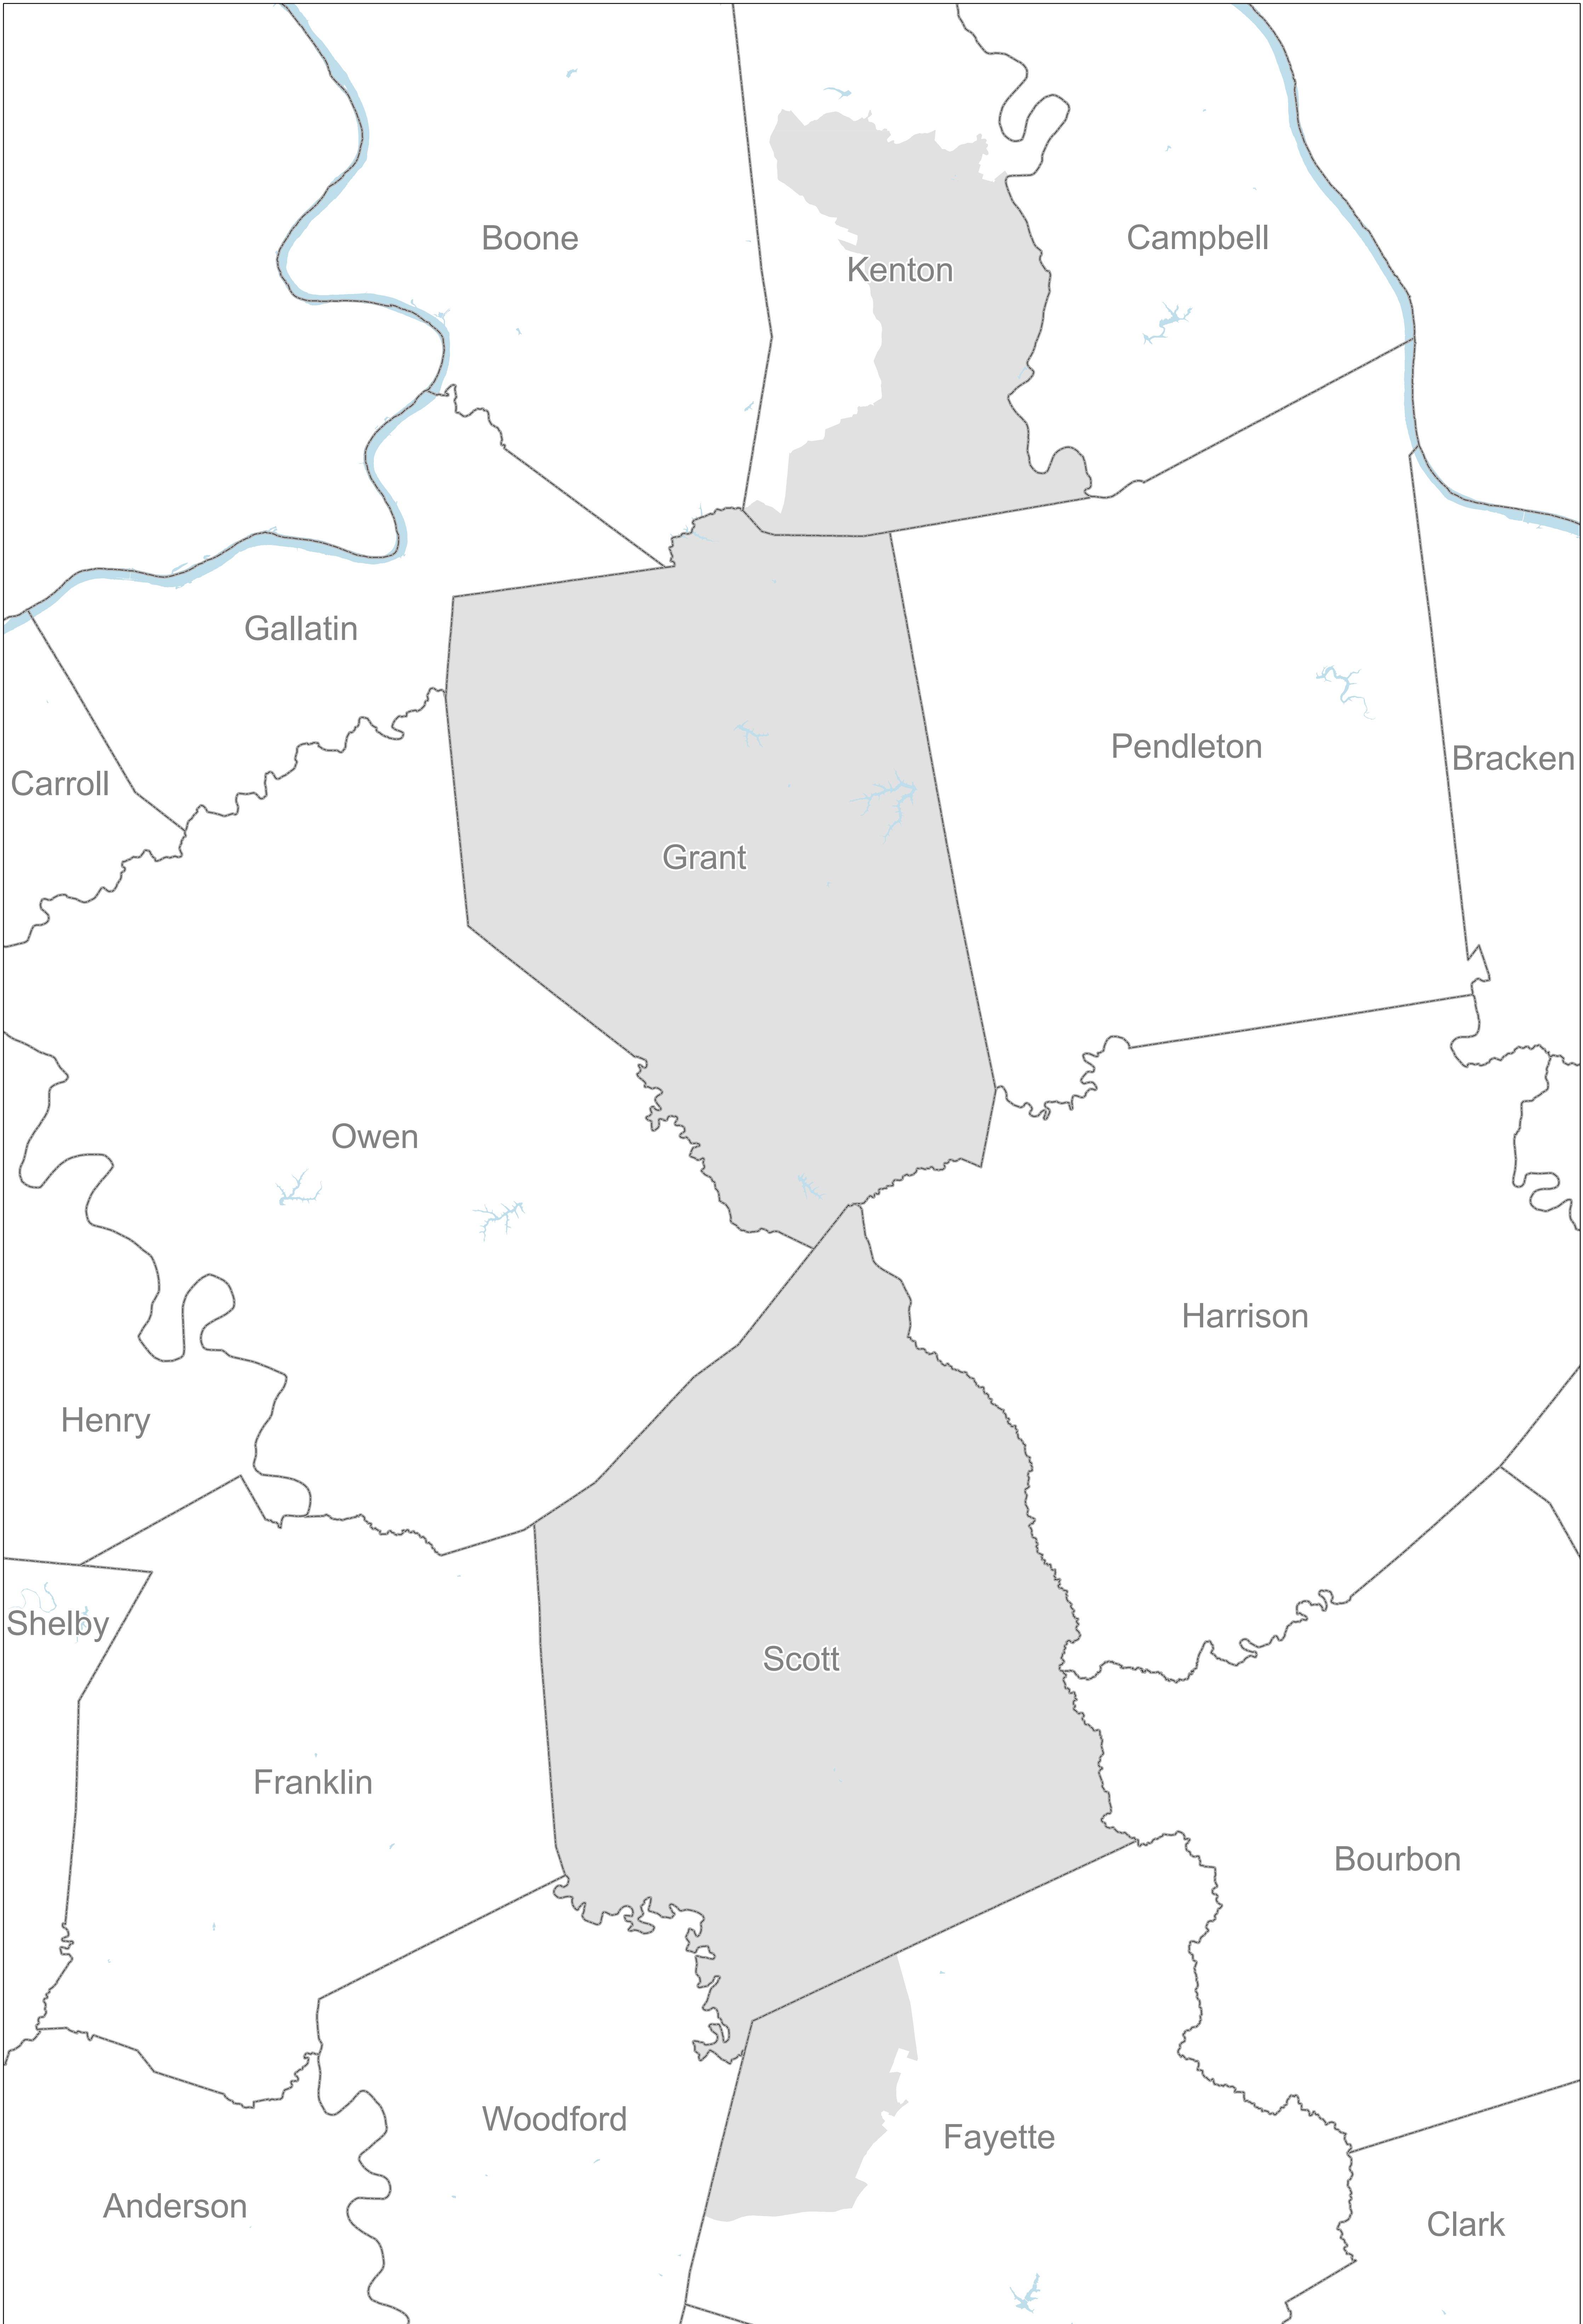 Boone
Campbell
Kenton
Gallatin
Pendleton
Bracken
Carroll
Grant
Owen
Harrison
Henry
Shelby
Scott
Franklin
Bourbon
Woodford
Fayette
Anderson
Clark